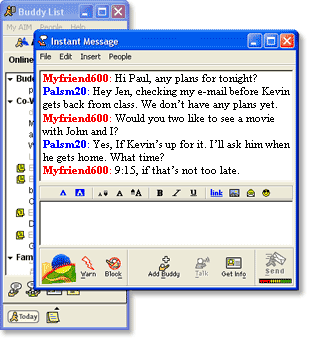 Buddy List
My AIM People H
Instant Message
File Edit Insert People
Onlin
Myfriend600: Hi Paul, any plans for tonight?
Palsm20: Hey Jen, checking my e-mail before Kevin
gets back from class. We don't have any plans yet.
Myfriend600: Would you two like to see a movie
with John and I?
Palsm20: Yes, If Kevin's up for it. I'll ask him when
he gets home. What time?
Myfriend600: 9:15, if that's not too late.
Bud
Co-W
Fam
A A A A A B I U link
Warn Block Add Buddy Talk Get Info Send
Today